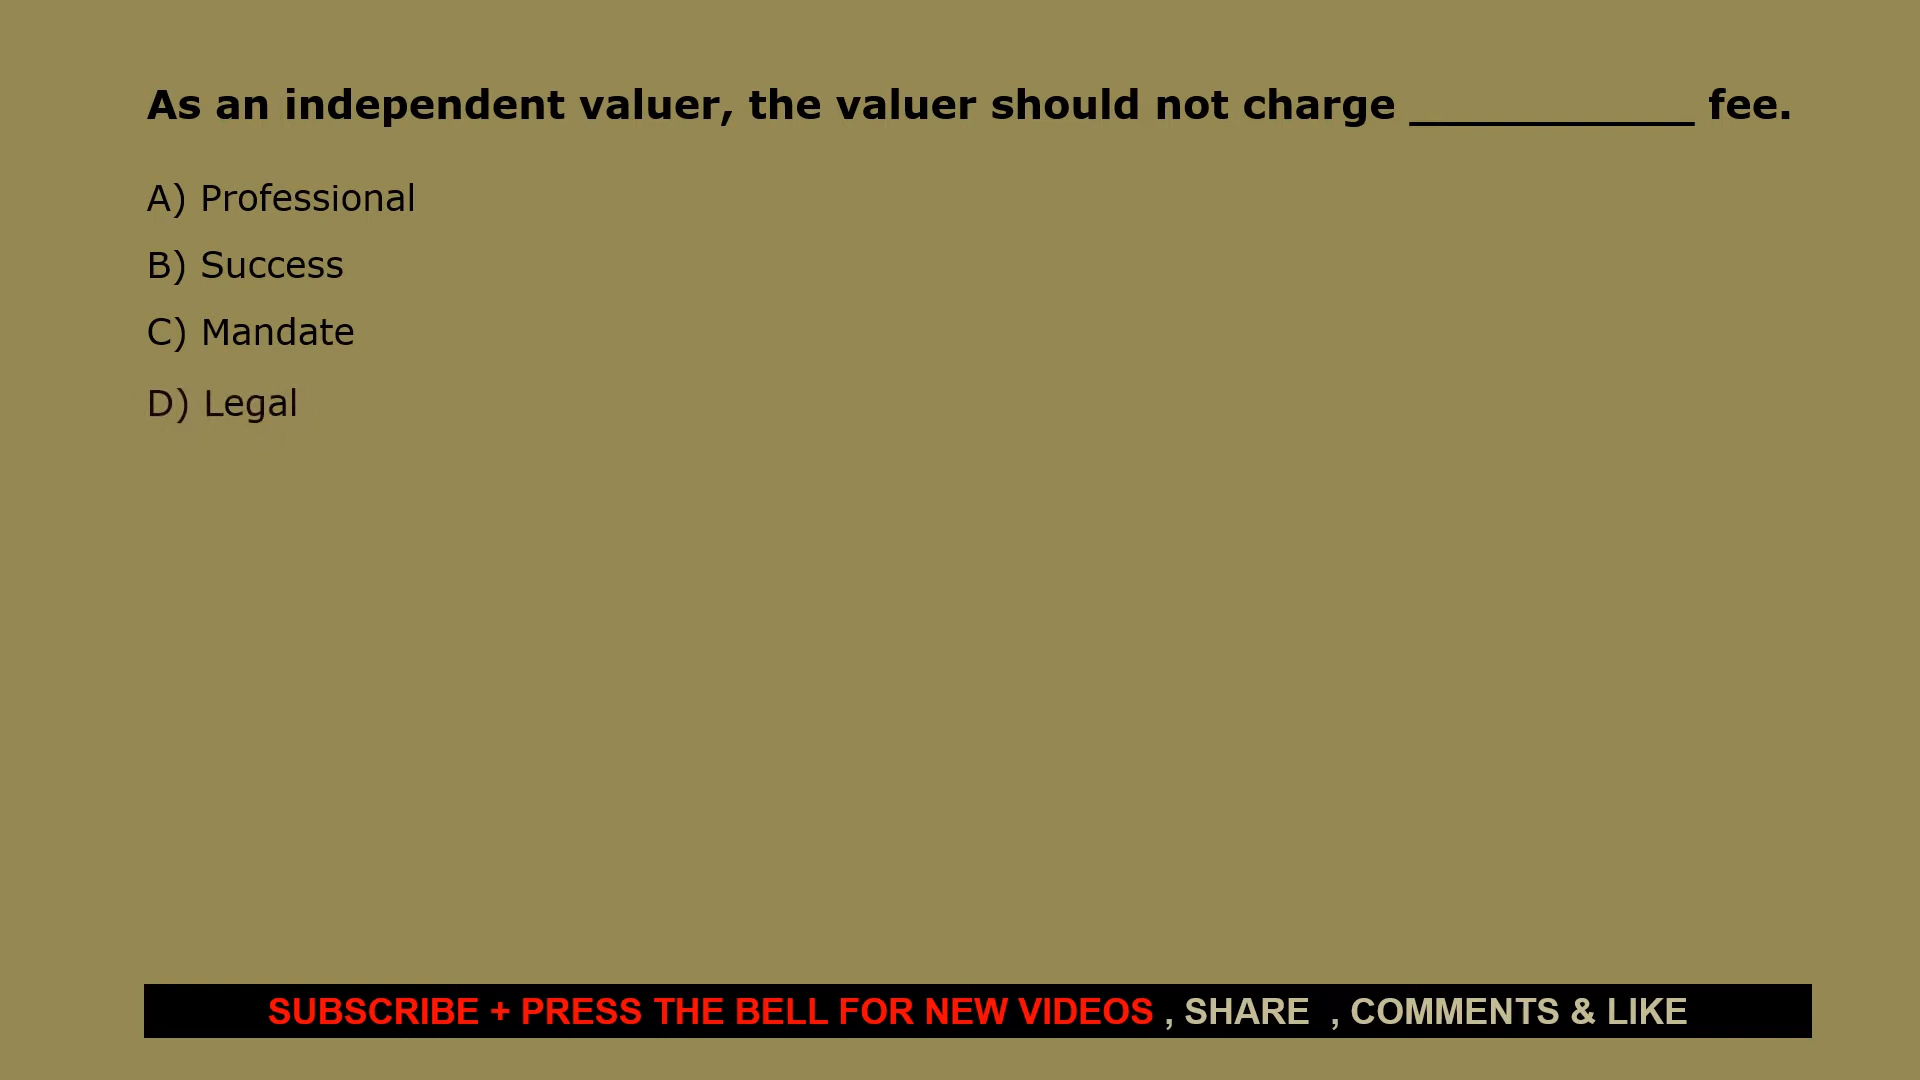 As an independent valuer, the valuer should not charge ______________ fee.
A) Professional
B) Success
C) Mandate
D) Legal
SUBSCRIBE + PRESS THE BELL FOR NEW VIDEOS , SHARE  , COMMENTS & LIKE